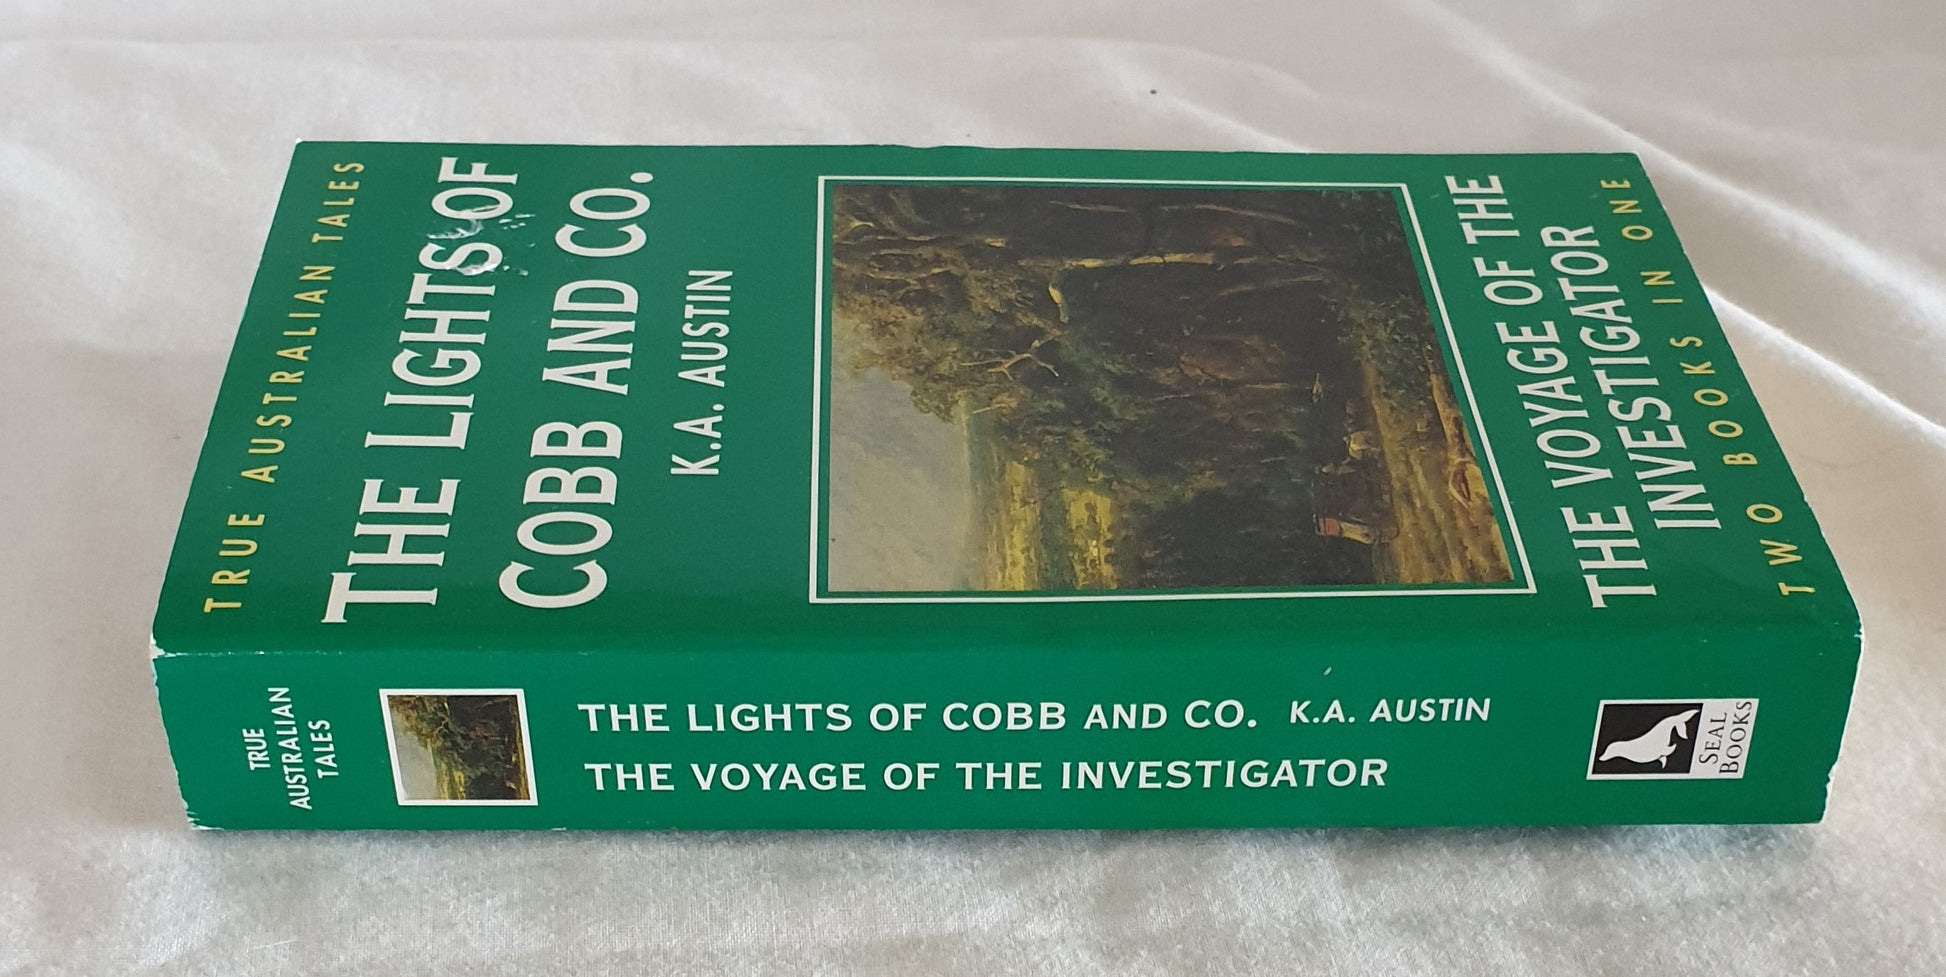 TRUE AUSTRALIAN TALES
THE LIGHTS OF
COBB AND CO.
K.A. AUSTIN
THE VOYAGE OF THE
INVESTIGATOR
TWO BOOKS IN ONE
TRUE
AUSTRALIAN
TALES
THE LIGHTS OF COBB AND CO. K.A. AUSTIN
THE VOYAGE OF THE INVESTIGATOR
SEAL
BOOKS